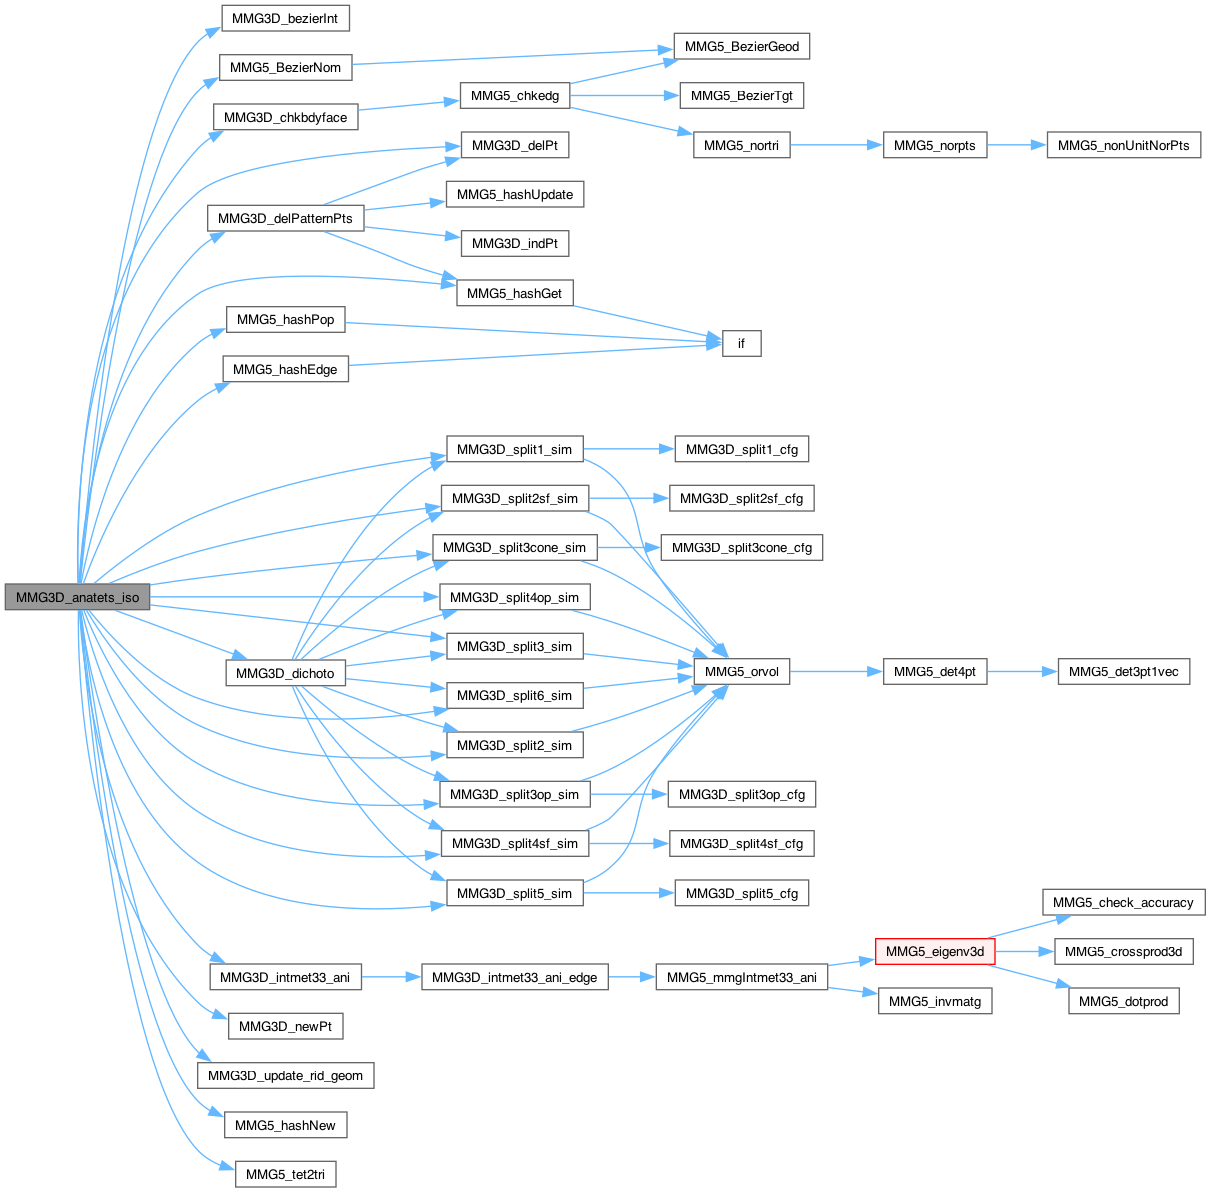 MMG3D_bezierInt
MMG5_BezierGeod
MMG5_BezierNom
MMG5_chkedg
MMG5_BezierTgt
MMG3D_chkbdyface
MMG3D_delPt
MMG5_nortri
MMG5_norpts
MMG5_nonUnitNorPts
MMG5_hashUpdate
MMG3D_delPatternPts
MMG3D_indPt
MMG5_hashGet
MMG5_hashPop
if
MMG5_hashEdge
MMG3D_split1_sim
MMG3D_split1_cfg
MMG3D_split2sf_sim
MMG3D_split2sf_cfg
MMG3D_split3cone_sim
MMG3D_split3cone_cfg
MMG3D_anatets_iso
MMG3D_split4op_sim
MMG3D_split3_sim
MMG3D_dichoto
MMG5_orvol
MMG5_det4pt
MMG5_det3pt1vec
MMG3D_split6_sim
MMG3D_split2_sim
MMG3D_split3op_sim
MMG3D_split3op_cfg
MMG3D_split4sf_sim
MMG3D_split4sf_cfg
MMG3D_split5_sim
MMG3D_split5_cfg
MMG5_check_accuracy
MMG5_eigenv3d
MMG5_crossprod3d
MMG3D_intmet33_ani
MMG3D_intmet33_ani_edge
MMG5_mmgIntmet33_ani
MMG5_invmatg
MMG5_dotprod
MMG3D_newPt
MMG3D_update_rid_geom
MMG5_hashNew
MMG5_tet2tri